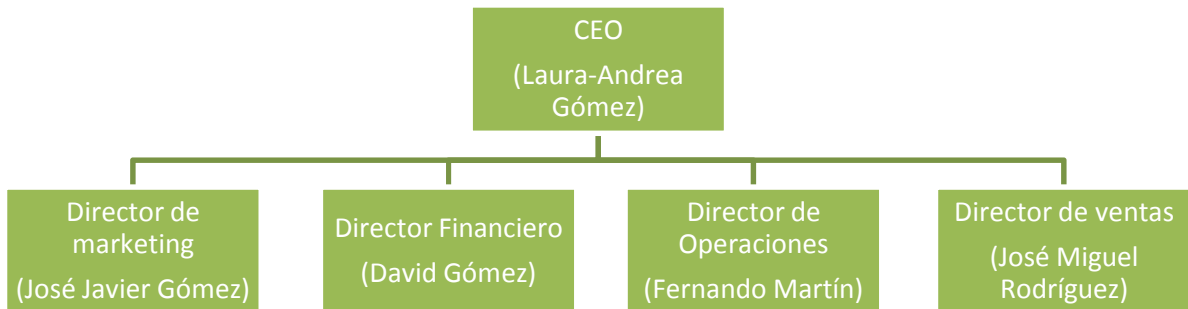 CEO
(Laura-Andrea
Gómez)
Director de
marketing
(José Javier Gómez)
Director Financiero
(David Gómez)
Director de
Operaciones
(Fernando Martín)
Director de ventas
(José Miguel
Rodríguez)